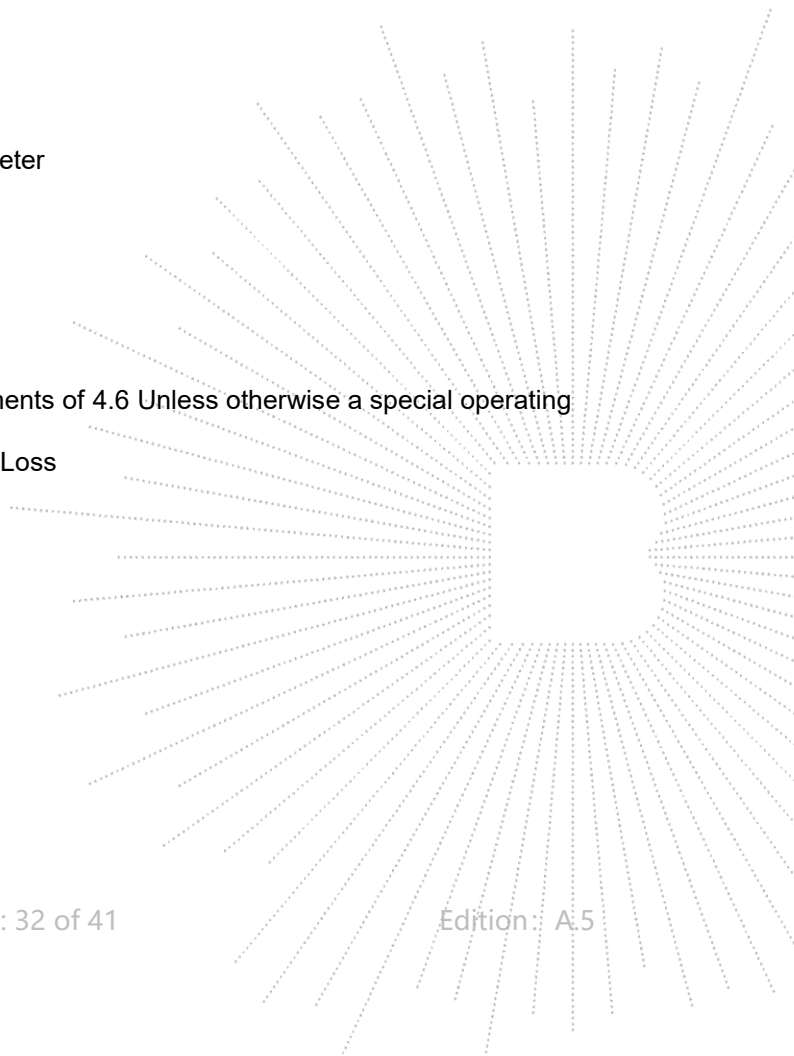 eter
nents of 4.6 Unless otherwise a special operating
Loss
: 32 of 41 Edition：A.5